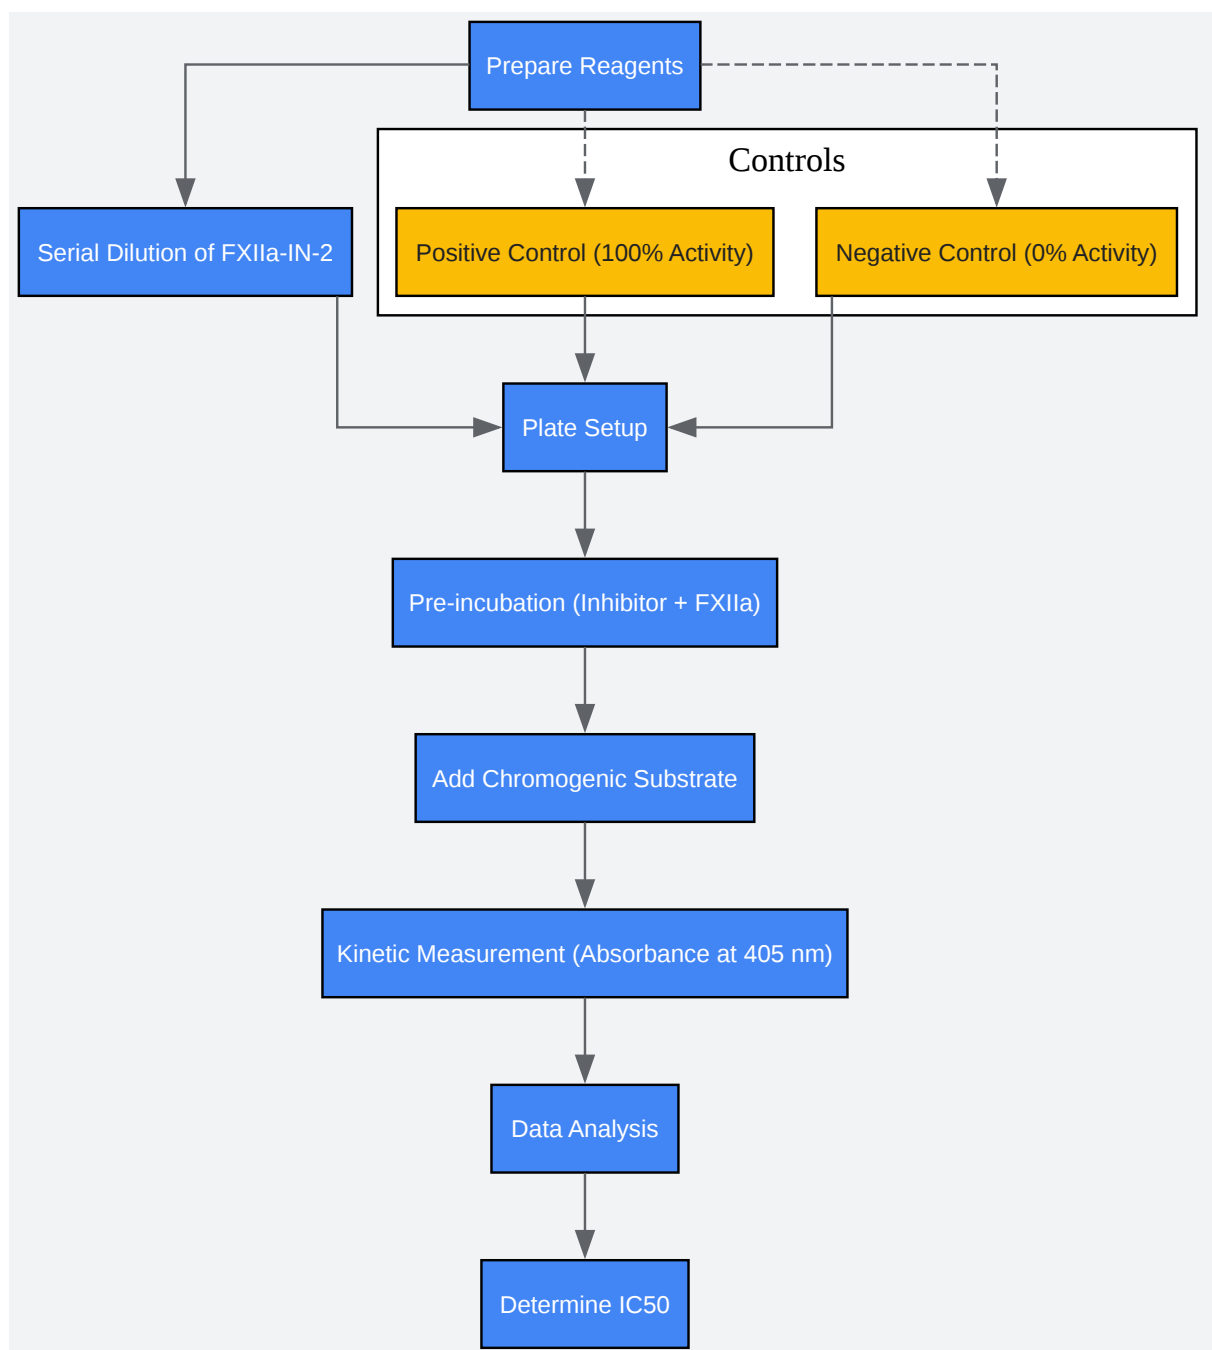 Prepare Reagents
Controls
Serial Dilution of FXIIa-IN-2
Positive Control (100% Activity)
Negative Control (0% Activity)
Plate Setup
Pre-incubation (Inhibitor + FXIIa)
Add Chromogenic Substrate
Kinetic Measurement (Absorbance at 405 nm)
Data Analysis
Determine IC50